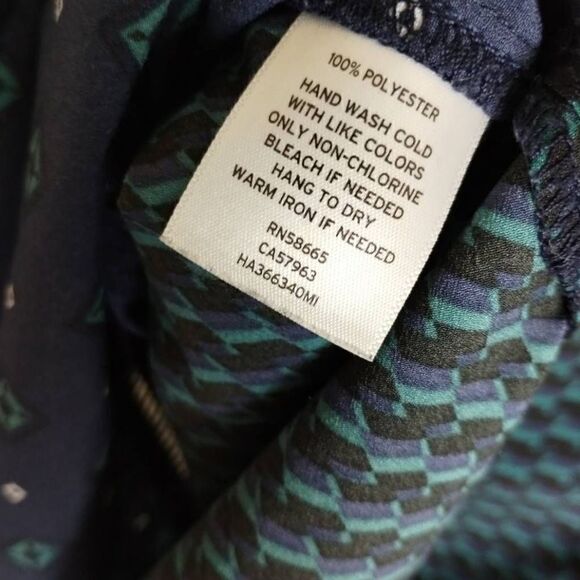 100% POLYESTER
HAND WASH COLD
WITH LIKE COLORS
ONLY NON-CHLORINE
BLEACH IF NEEDED
HANG TO DRY
WARM IRON IF NEEDED
RN58665
CA57963
HA366340MI